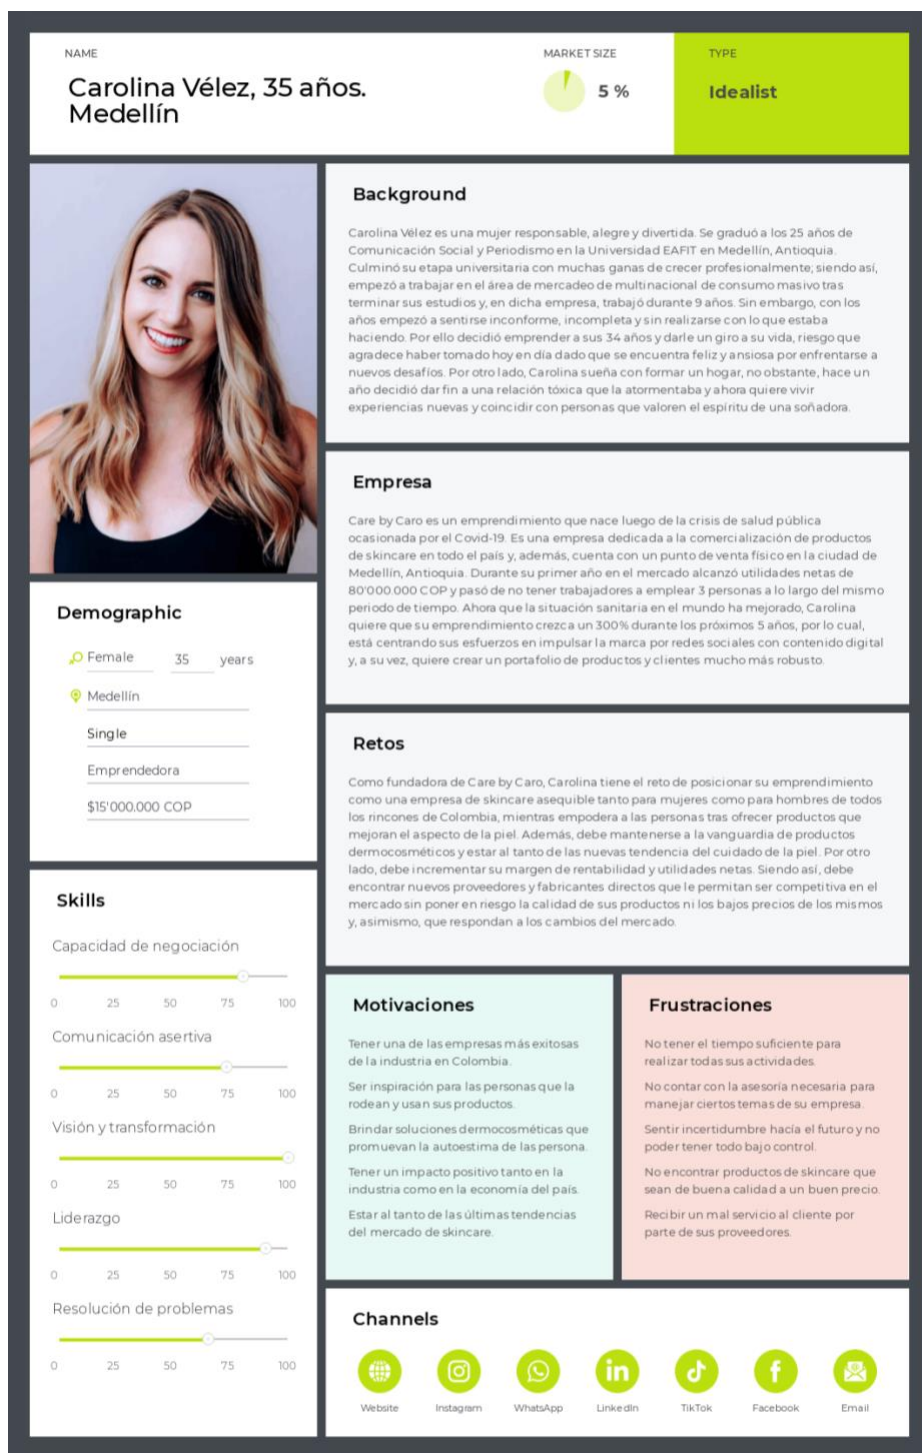 NAME
Carolina Vélez, 35 años.
Medellín
MARKET SIZE
5 %
TYPE
Idealist
Background
Carolina Vélez es una mujer responsable, alegre y divertida. Se graduó a los 25 años de
Comunicación Social y Periodismo en la Universidad EAFIT en Medellín, Antioquia.
Culminó su etapa universitaria con muchas ganas de crecer profesionalmente; siendo así,
empezó a trabajar en el área de mercadeo de multinacional de consumo masivo tras
terminar sus estudios y, en dicha empresa, trabajó durante 9 años. Sin embargo, con los
años empezó a sentirse inconforme, incompleta y sin realizarse con lo que estaba
haciendo. Por ello decidió emprender a sus 34 años y darle un giro a su vida, riesgo que
agradece haber tomado hoy en día dado que se encuentra feliz y ansiosa por enfrentarse a
nuevos desafíos. Por otro lado, Carolina sueña con formar un hogar, no obstante, hace un
año decidió dar fin a una relación tóxica que la atormentaba y ahora quiere vivir
experiencias nuevas y coincidir con personas que valoren el espíritu de una soñadora.
Empresa
Care by Caro es un emprendimiento que nace luego de la crisis de salud pública
ocasionada por el Covid-19. Es una empresa dedicada a la comercialización de productos
de skincare en todo el país y, además, cuenta con un punto de venta físico en la ciudad de
Medellín, Antioquia. Durante su primer año en el mercado alcanzó utilidades netas de
80'000.000 COP y pasó de no tener trabajadores a emplear 3 personas a lo largo del mismo
periodo de tiempo. Ahora que la situación sanitaria en el mundo ha mejorado, Carolina
quiere que su emprendimiento crezca un 300% durante los próximos 5 años, por lo cual,
está centrando sus esfuerzos en impulsar la marca por redes sociales con contenido digital
y, a su vez, quiere crear un portafolio de productos y clientes mucho más robusto.
Demographic
Female 35 years
Medellín
Single
Emprendedora
$15'000.000 COP
Retos
Como fundadora de Care by Caro, Carolina tiene el reto de posicionar su emprendimiento
como una empresa de skincare asequible tanto para mujeres como para hombres de todos
los rincones de Colombia, mientras empodera a las personas tras ofrecer productos que
mejoran el aspecto de la piel. Además, debe mantenerse a la vanguardia de productos
dermocosméticos y estar al tanto de las nuevas tendencia del cuidado de la piel. Por otro
lado, debe incrementar su margen de rentabilidad y utilidades netas. Siendo así, debe
encontrar nuevos proveedores y fabricantes directos que le permitan ser competitiva en el
mercado sin poner en riesgo la calidad de sus productos ni los bajos precios de los mismos
y, asimismo, que respondan a los cambios del mercado.
Skills
Capacidad de negociación
0 25 50 75 100
Comunicación asertiva
0 25 50 75 100
Visión y transformación
0 25 50 75 100
Liderazgo
0 25 50 75 100
Resolución de problemas
0 25 50 75 100
Motivaciones
Tener una de las empresas más exitosas
de la industria en Colombia.
Ser inspiración para las personas que la
rodean y usan sus productos.
Brindar soluciones dermocosméticas que
promuevan la autoestima de las persona.
Tener un impacto positivo tanto en la
industria como en la economía del país.
Estar al tanto de las últimas tendencias
del mercado de skincare.
Frustraciones
No tener el tiempo suficiente para
realizar todas sus actividades.
No contar con la asesoría necesaria para
manejar ciertos temas de su empresa.
Sentir incertidumbre hacía el futuro y no
poder tener todo bajo control.
No encontrar productos de skincare que
sean de buena calidad a un buen precio.
Recibir un mal servicio al cliente por
parte de sus proveedores.
Channels
Website Instagram WhatsApp LinkedIn TikTok Facebook Email